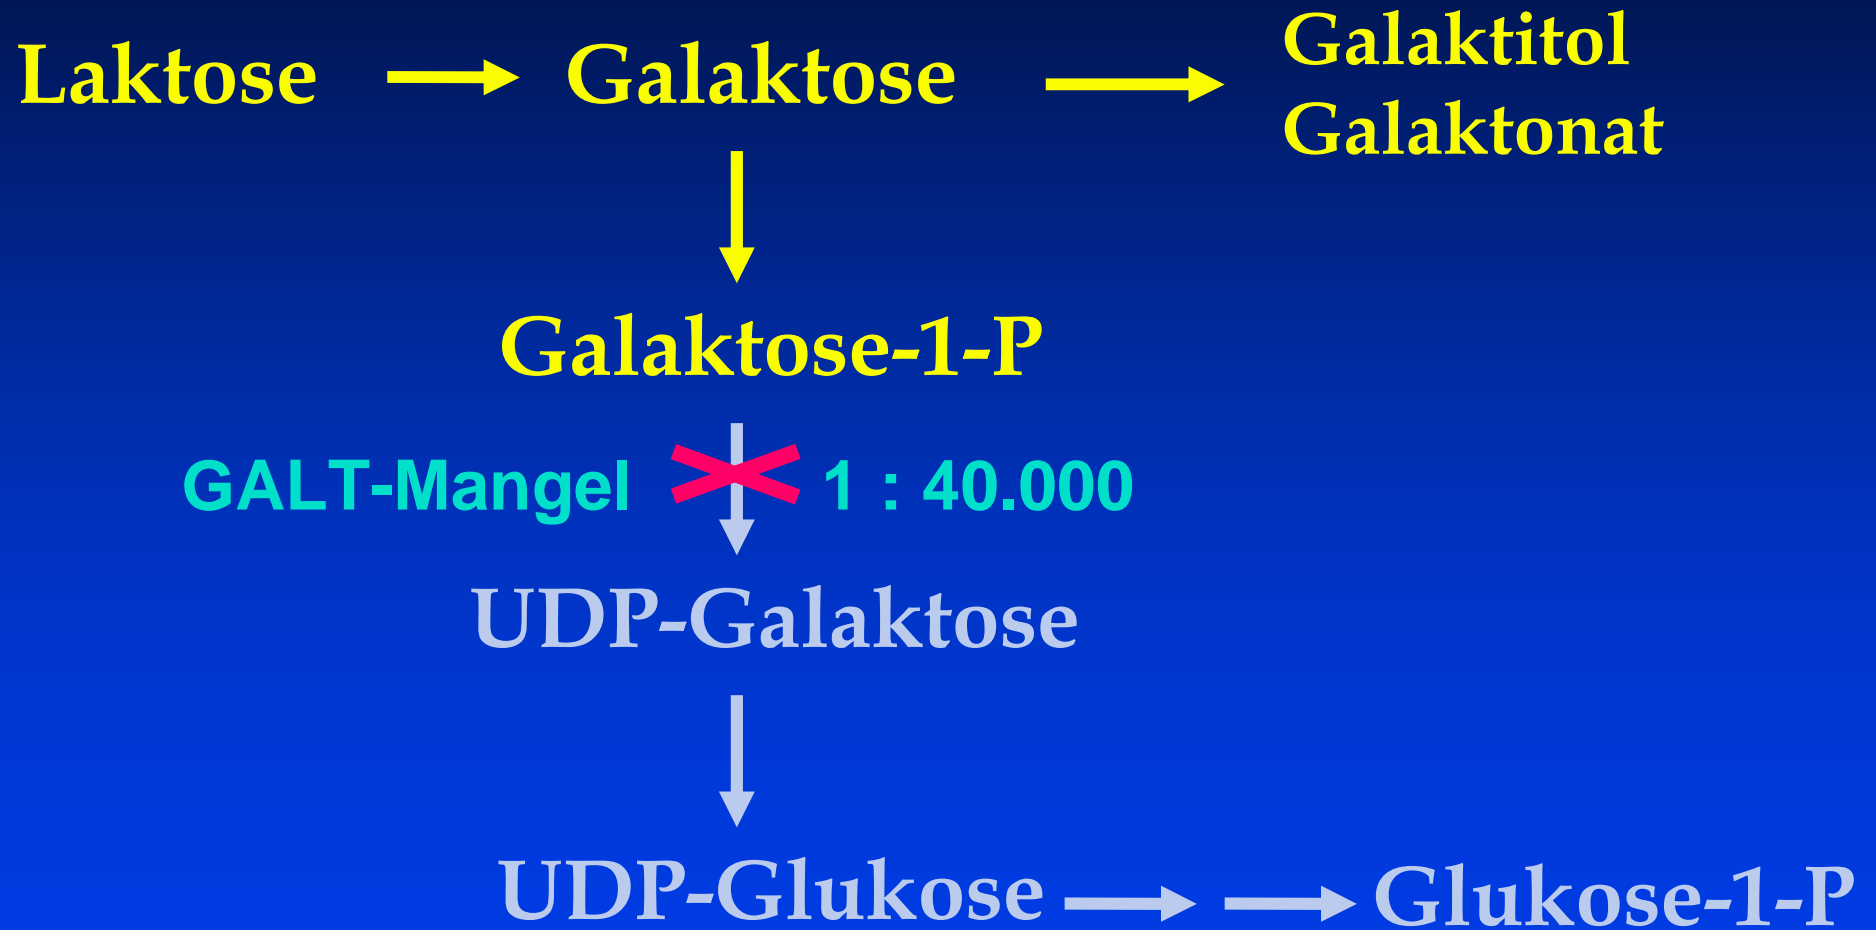 Laktose Galaktose Galaktitol
Galaktonat
Galaktose-1-P
GALT-Mangel 1 : 40.000
UDP-Galaktose
UDP-Glukose Glukose-1-P